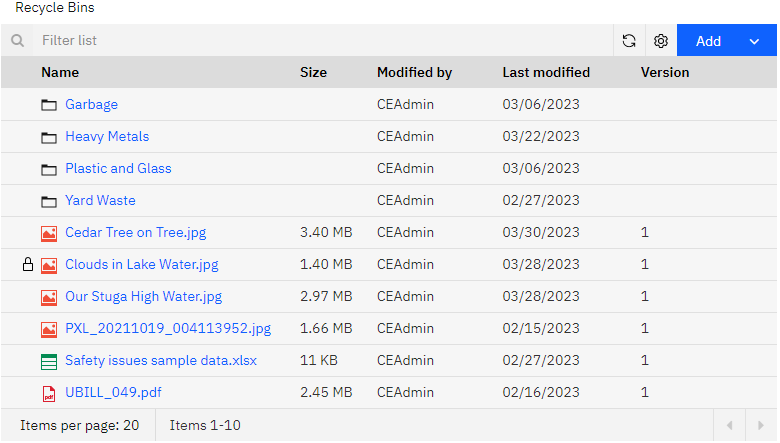 Recycle Bins
Filter list Add
Name Size Modified by Last modified Version
Garbage CEAdmin 03/06/2023
Heavy Metals CEAdmin 03/22/2023
Plastic and Glass CEAdmin 03/06/2023
Yard Waste CEAdmin 02/27/2023
Cedar Tree on Tree.jpg 3.40 MB CEAdmin 03/30/2023 1
Clouds in Lake Water.jpg 1.40 MB CEAdmin 03/28/2023 1
Our Stuga High Water.jpg 2.97 MB CEAdmin 03/28/2023 1
PXL_20211019_004113952.jpg 1.66 MB CEAdmin 02/15/2023 1
Safety issues sample data.xlsx 11 KB CEAdmin 02/27/2023 1
UBILL_049.pdf 2.45 MB CEAdmin 02/16/2023 1
Items per page: 20 Items 1-10